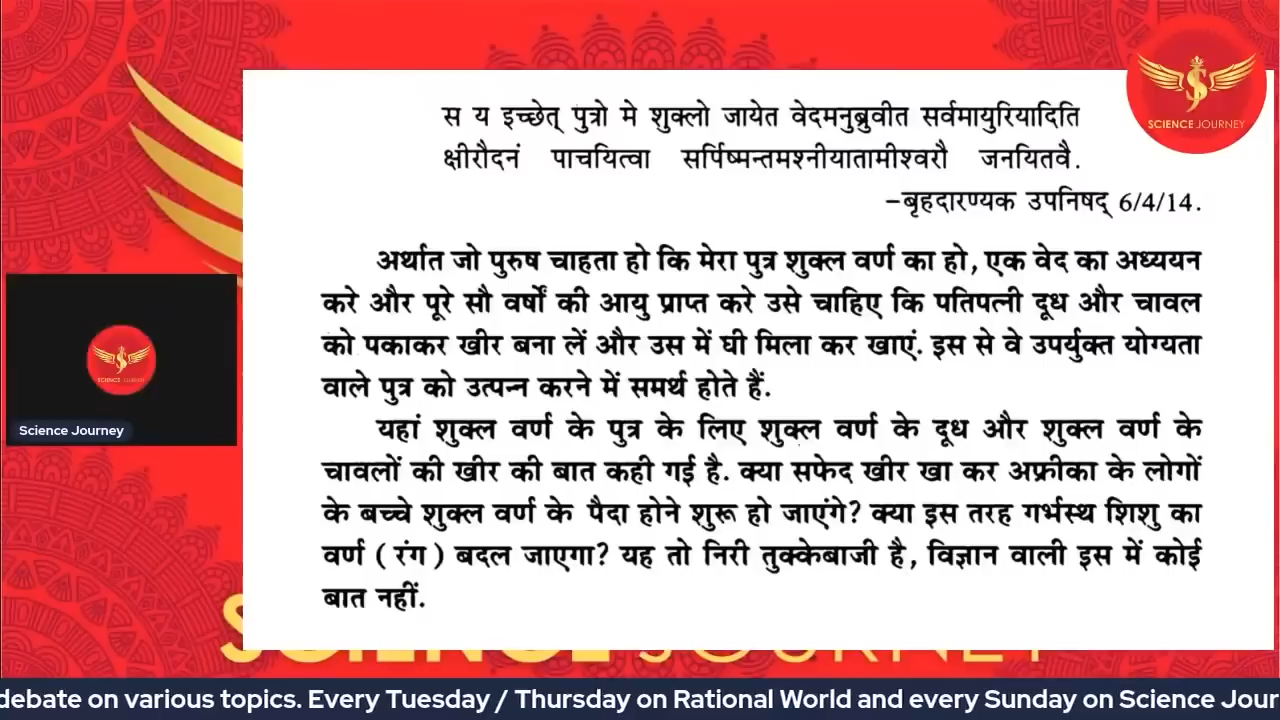 स य इच्छेत् पुत्रो मे शुक्लो जायेत वेदमनुब्रुवीत सर्वमायुरियादिति
क्षीरौदनं पाचयित्वा सर्पिष्मन्तमश्नीयातामीश्वरौ जनयितवै.
–बृहदारण्यक उपनिषद् 6/4/14.
अर्थात जो पुरुष चाहता हो कि मेरा पुत्र शुक्ल वर्ण का हो, एक वेद का अध्ययन
करे और पूरे सौ वर्षों की आयु प्राप्त करे उसे चाहिए कि पतिपत्नी दूध और चावल
को पकाकर खीर बना लें और उस में घी मिला कर खाएं. इस से वे उपर्युक्त योग्यता
वाले पुत्र को उत्पन्न करने में समर्थ होते हैं.
यहां शुक्ल वर्ण के पुत्र के लिए शुक्ल वर्ण के दूध और शुक्ल वर्ण के
चावलों की खीर की बात कही गई है. क्या सफेद खीर खा कर अफ्रीका के लोगों
के बच्चे शुक्ल वर्ण के पैदा होने शुरू हो जाएंगे? क्या इस तरह गर्भस्थ शिशु का
वर्ण (रंग) बदल जाएगा? यह तो निरी तुक्केबाजी है, विज्ञान वाली इस में कोई
बात नहीं.
SCIENCE JOURNEY
SCIENCE JOURNEY
Science Journey
SCIENCE JOURNEY
debate on various topics. Every Tuesday / Thursday on Rational World and every Sunday on Science Jour